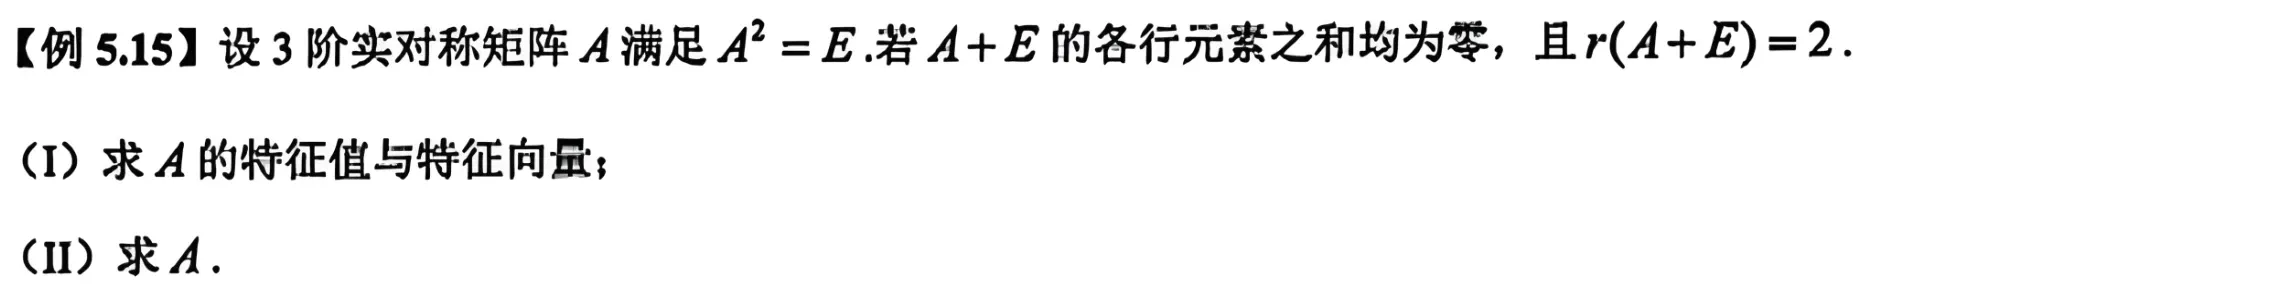 【例 5.15】设 3 阶实对称矩阵 A 满足 A² = E .若 A+E 的各行元素之和均为零，且 r(A+E)=2 .
（I）求 A 的特征值与特征向量；
（II）求 A .